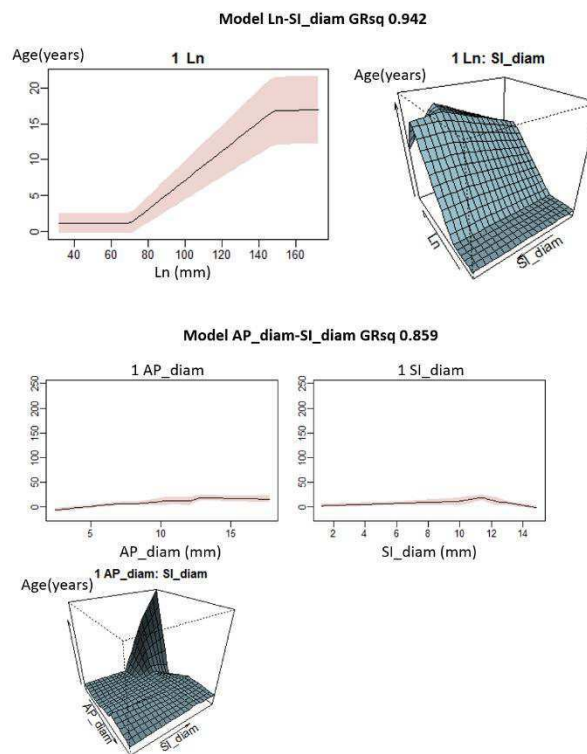 Model Ln-SI_diam GRsq 0.942
Age(years)
1 Ln
20
15
10
5
0
40 60 80 100 120 140 160
Ln (mm)
Age(years)
1 Ln: SI_diam
Ln
SI_diam
Model AP_diam-SI_diam GRsq 0.859
1 AP_diam
250
200
150
100
50
0
5 10 15
AP_diam (mm)
1 SI_diam
250
200
150
100
50
0
2 4 6 8 10 12 14
SI_diam (mm)
Age(years)
1 AP_diam: SI_diam
AP_diam
SI_diam